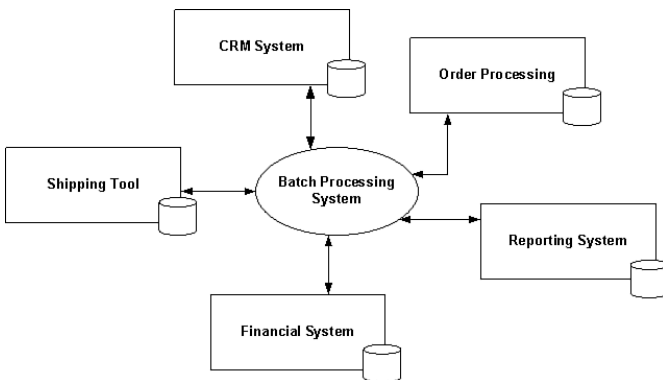 CRM System
Order Processing
Shipping Tool
Batch Processing
System
Reporting System
Financial System